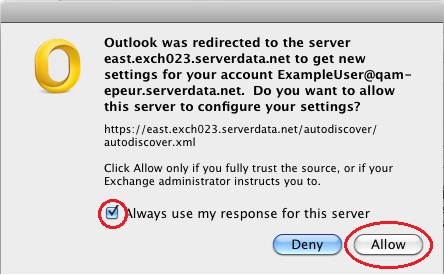 Outlook was redirected to the server
east.exch023.serverdata.net to get new
settings for your account ExampleUser@qam-
epeur.serverdata.net.  Do you want to allow
this server to configure your settings?
https://east.exch023.serverdata.net/autodiscover/
autodiscover.xml
Click Allow only if you fully trust the source, or if your
Exchange administrator instructs you to.
Always use my response for this server
Deny
Allow